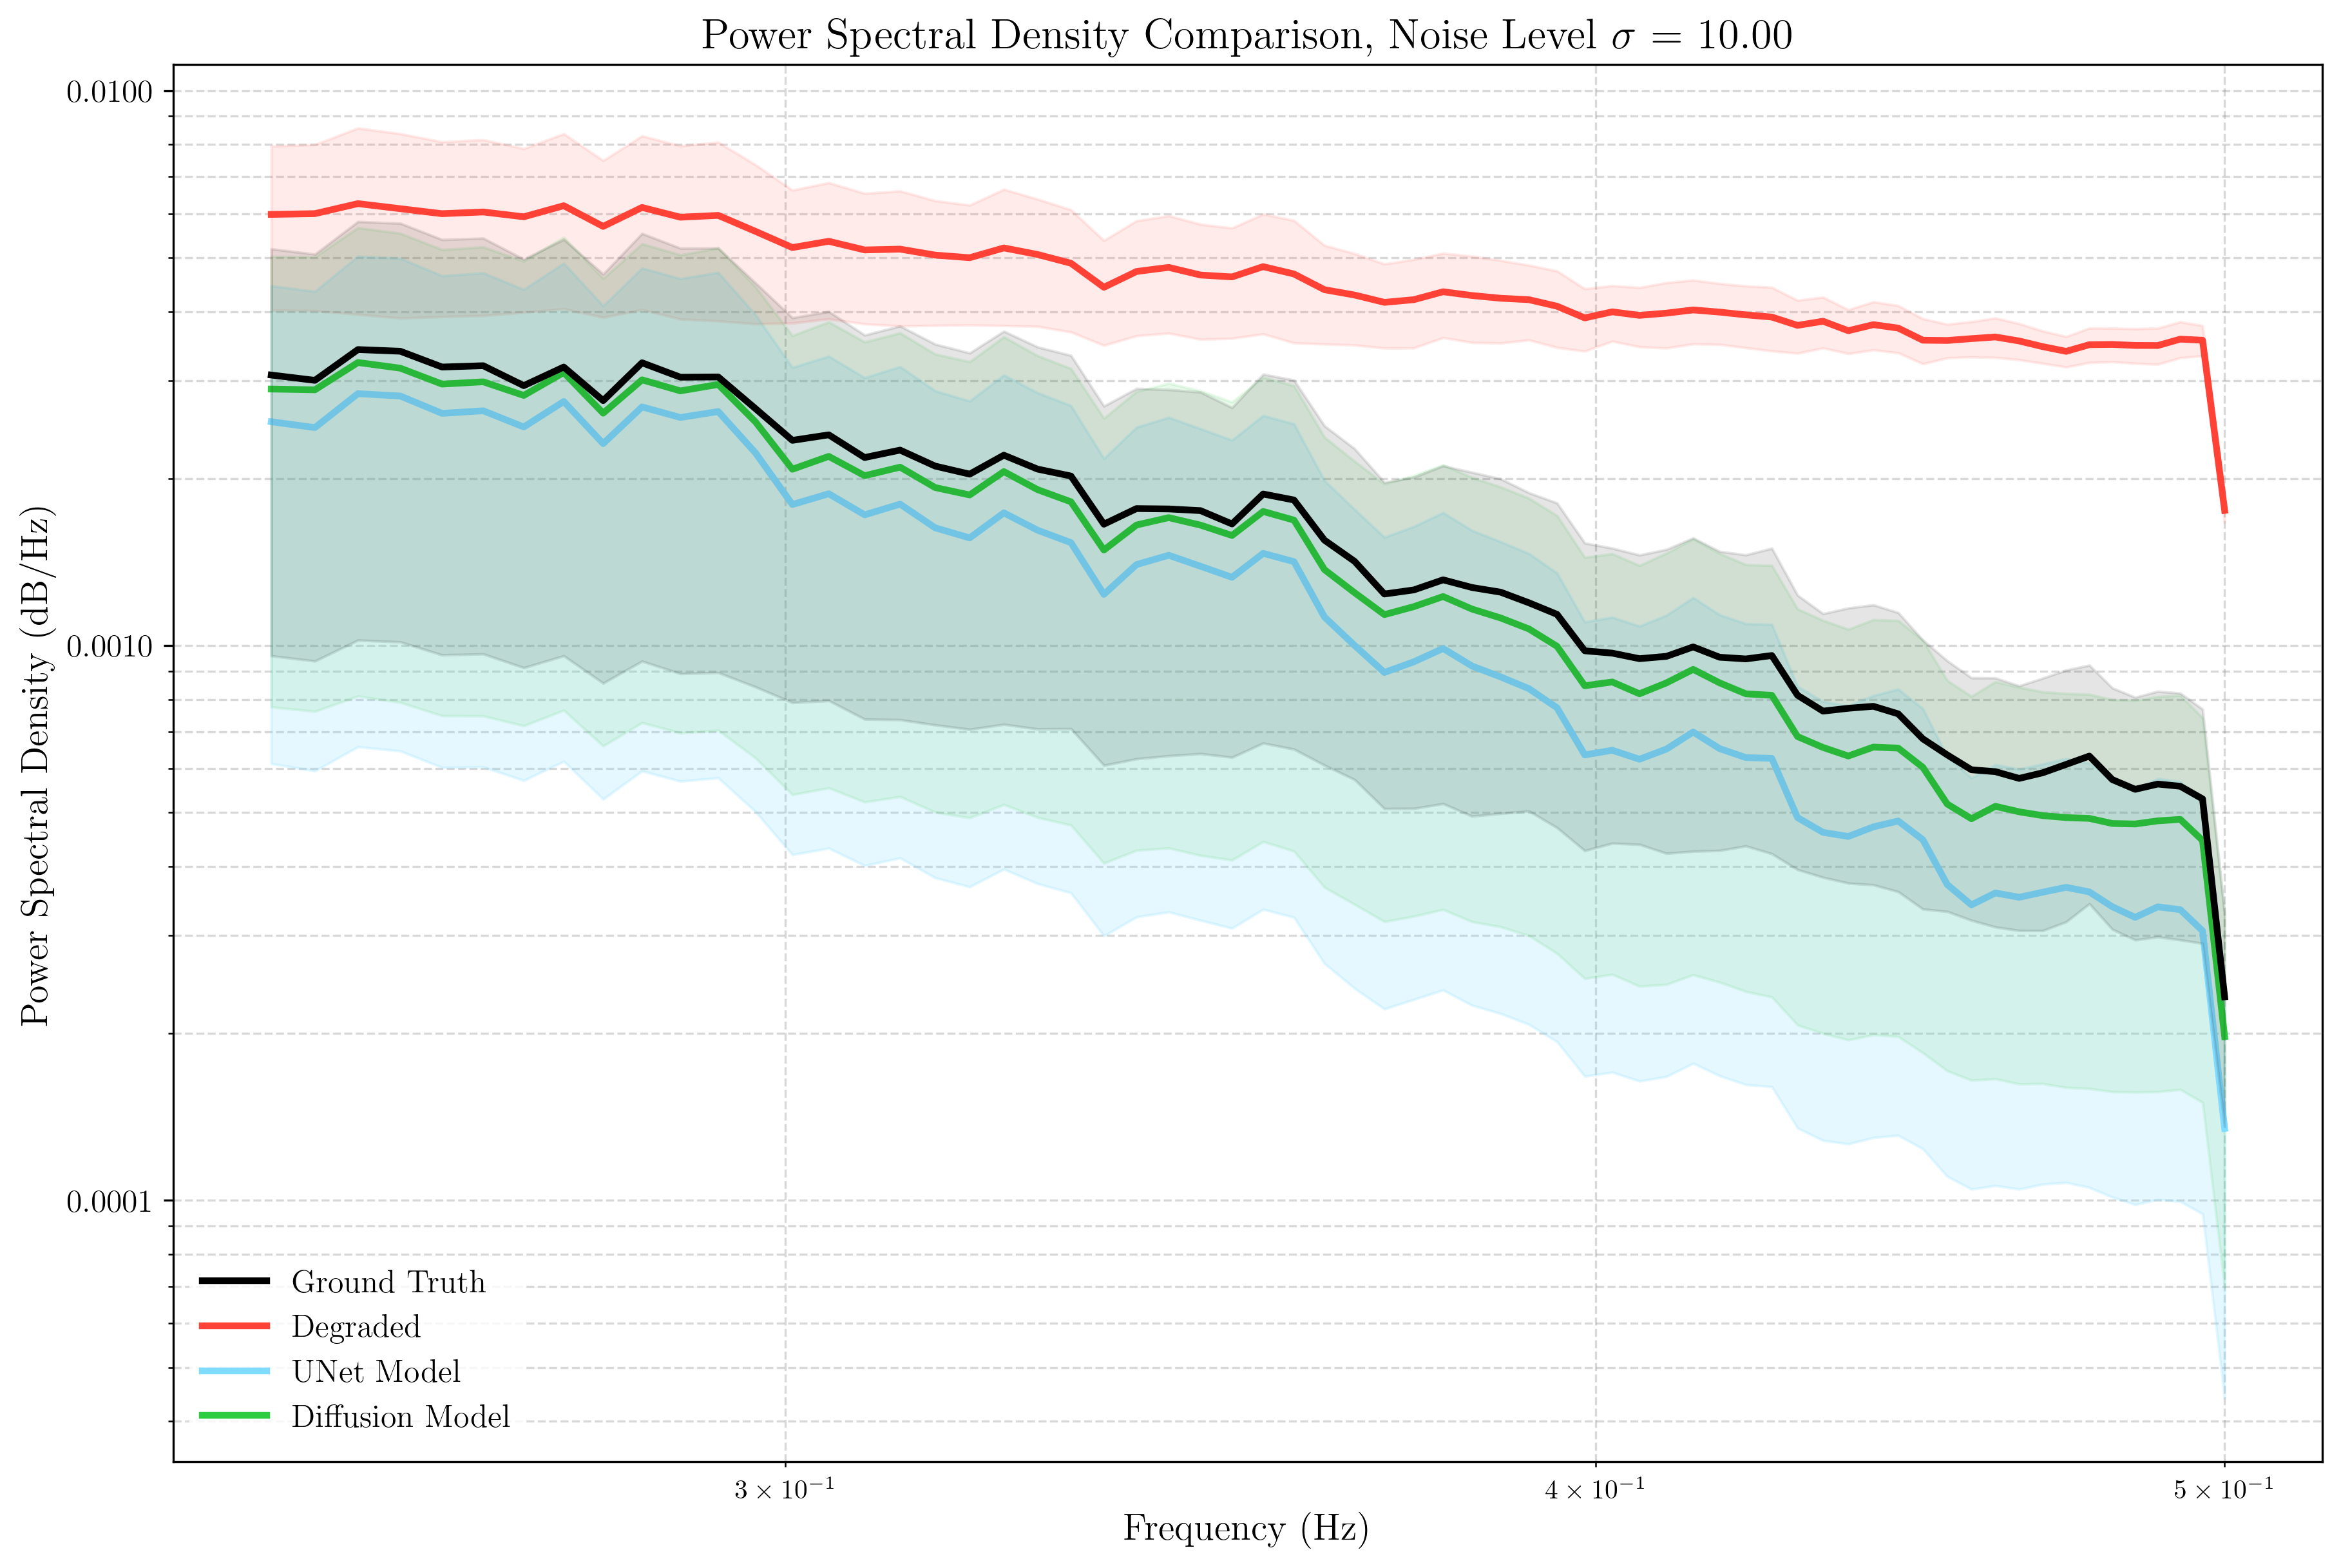 Power Spectral Density Comparison, Noise Level σ = 10.00
0.0100
0.0010
0.0001
Power Spectral Density (dB/Hz)
Ground Truth
Degraded
UNet Model
Diffusion Model
3 × 10⁻¹
4 × 10⁻¹
5 × 10⁻¹
Frequency (Hz)